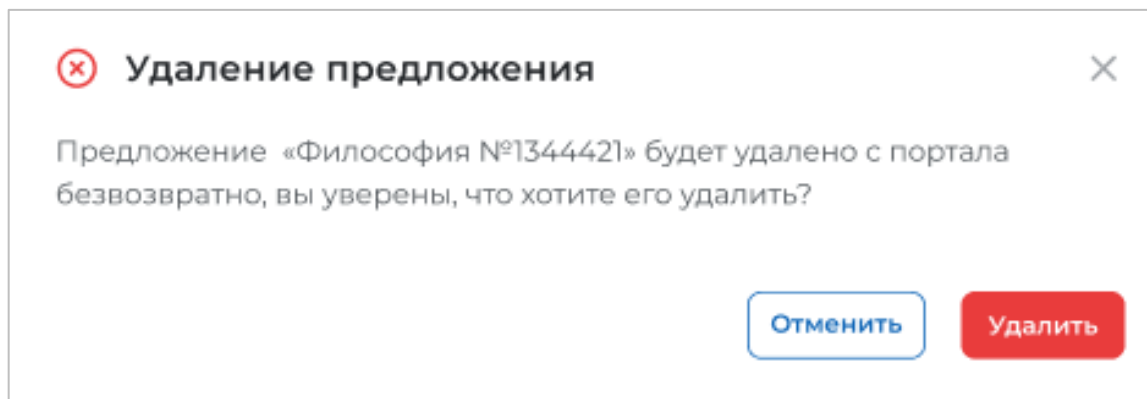 Удаление предложения
Предложение «Философия №1344421» будет удалено с портала
безвозвратно, вы уверены, что хотите его удалить?
Отменить
Удалить